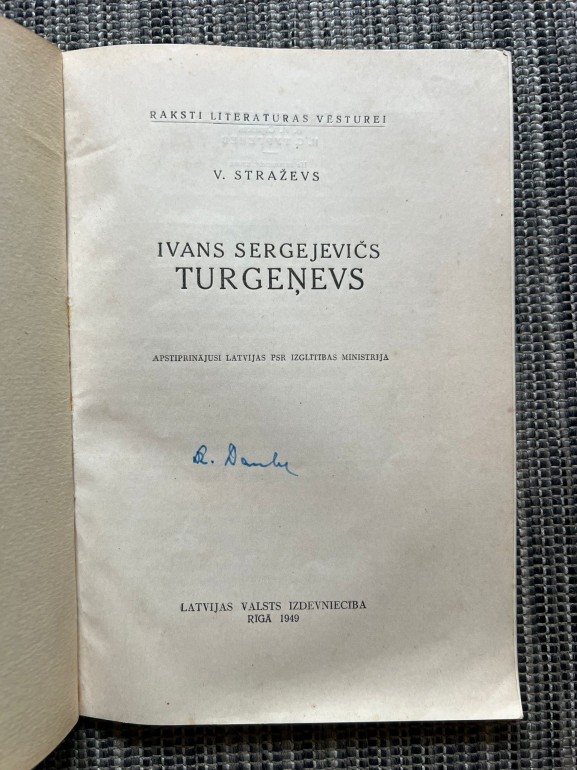 RAKSTI LITERATURAS VĒSTUREI
V. STRAŽEVS
IVANS SERGEJEVIČS
TURGEŅEVS
APSTIPRINĀJUSI LATVIJAS PSR IZGLĪTĪBAS MINISTRIJA
LATVIJAS VALSTS IZDEVNIECĪBA
RĪGĀ 1949